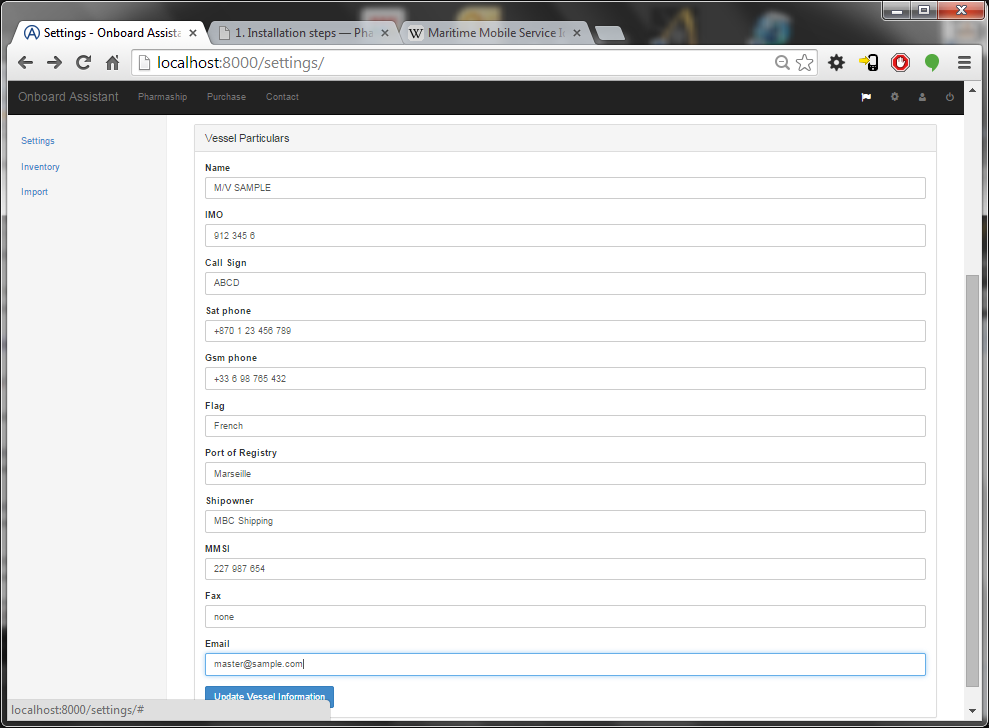 Settings - Onboard Assista
1. Installation steps — Pha
Maritime Mobile Service I
localhost:8000/settings/
Onboard Assistant Pharmaship Purchase Contact
Settings
Inventory
Import
Vessel Particulars
Name
M/V SAMPLE
IMO
912 345 6
Call Sign
ABCD
Sat phone
+870 1 23 456 789
Gsm phone
+33 6 98 765 432
Flag
French
Port of Registry
Marseille
Shipowner
MBC Shipping
MMSI
227 987 654
Fax
none
Email
master@sample.com
Update Vessel Information
localhost:8000/settings/#